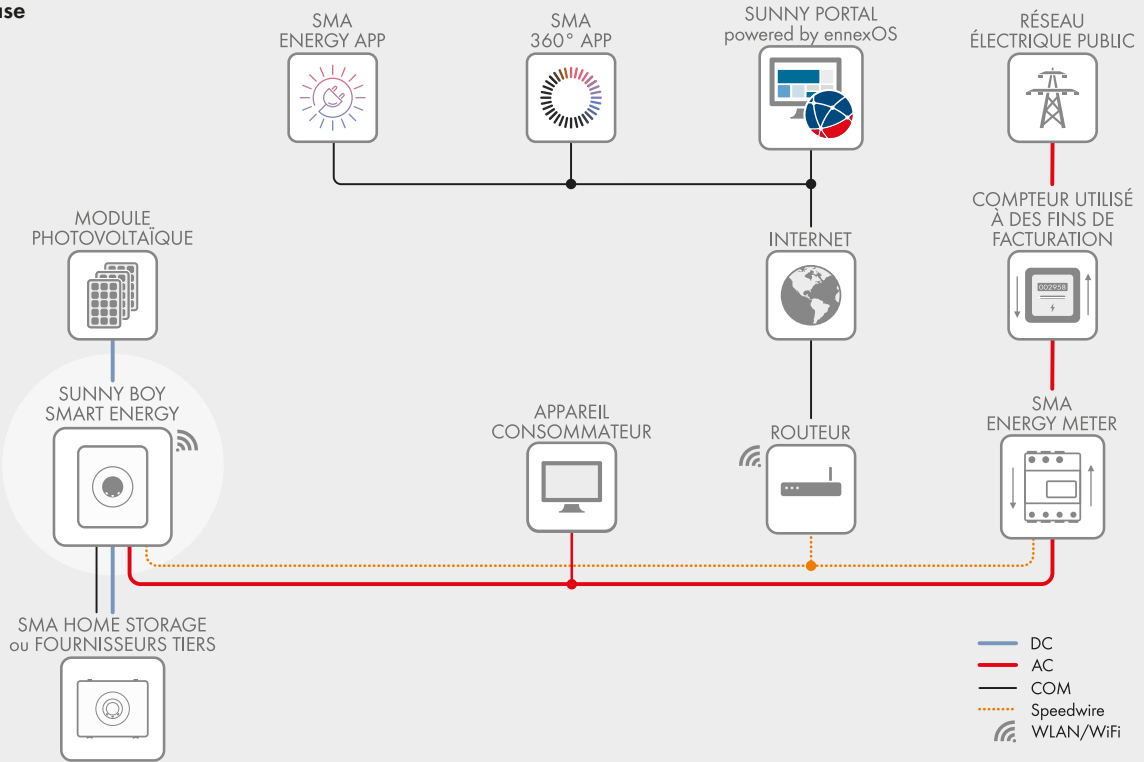 SMA
ENERGY APP
SMA
360° APP
SUNNY PORTAL
powered by ennexOS
RÉSEAU
ÉLECTRIQUE PUBLIC
MODULE
PHOTOVOLTAÏQUE
INTERNET
COMPTEUR UTILISÉ
À DES FINS DE
FACTURATION
002958
SUNNY BOY
SMART ENERGY
APPAREIL
CONSOMMATEUR
ROUTEUR
SMA
ENERGY METER
SMA HOME STORAGE
ou FOURNISSEURS TIERS
DC
AC
COM
Speedwire
WLAN/WiFi